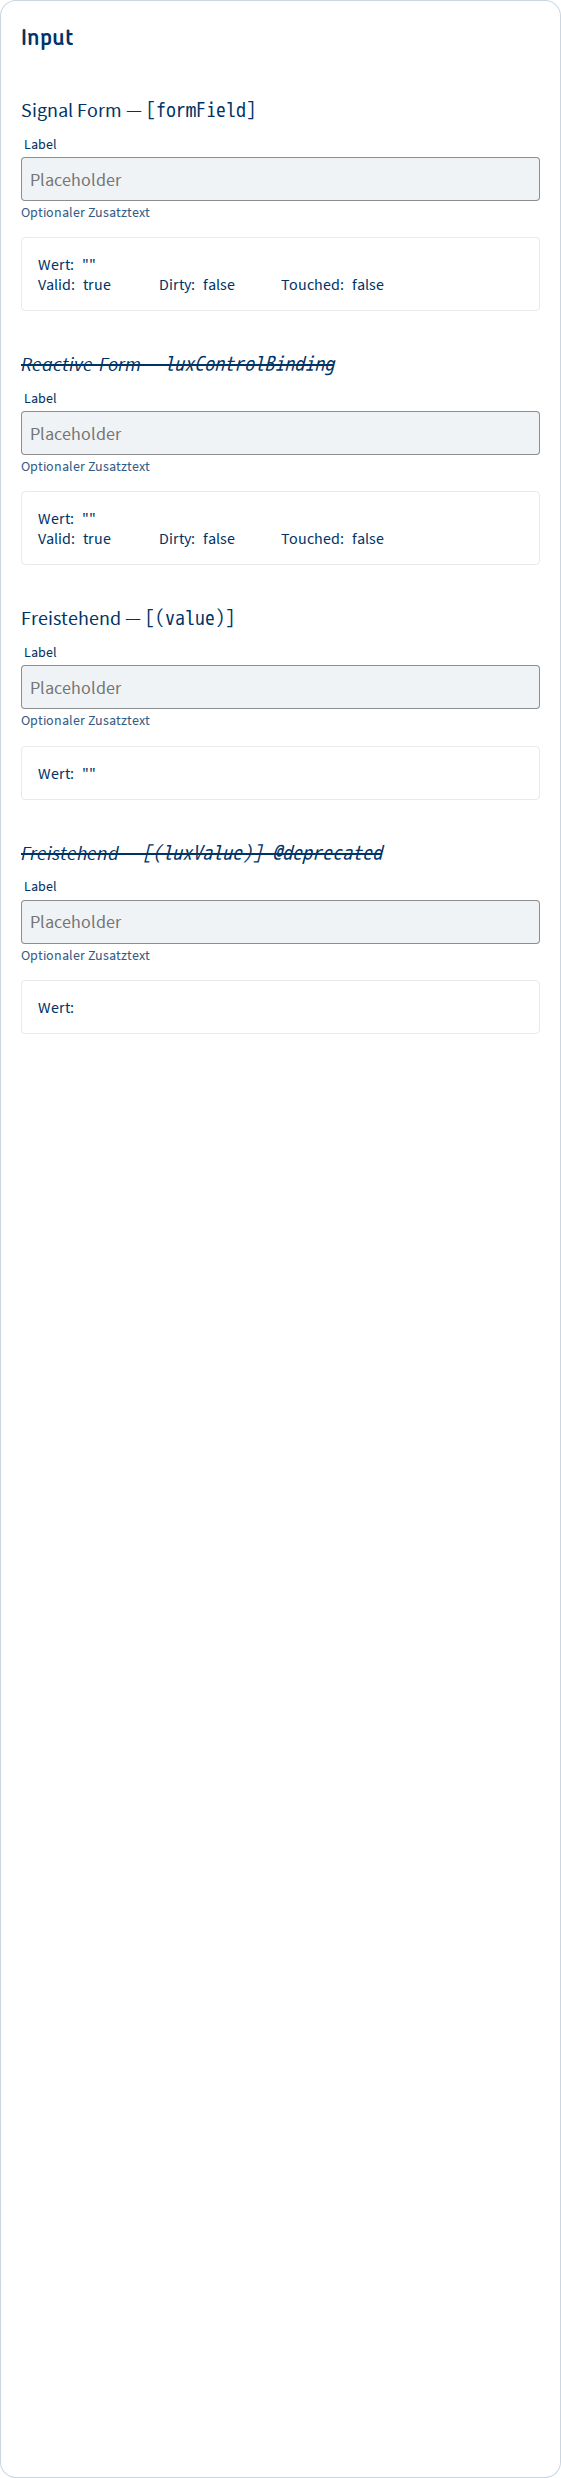 Input
Signal Form — [formField]
Label
Placeholder
Optionaler Zusatztext
Wert: ""
Valid: true Dirty: false Touched: false
Reactive Form — luxControlBinding
Label
Placeholder
Optionaler Zusatztext
Wert: ""
Valid: true Dirty: false Touched: false
Freistehend — [(value)]
Label
Placeholder
Optionaler Zusatztext
Wert: ""
Freistehend — [(luxValue)] @deprecated
Label
Placeholder
Optionaler Zusatztext
Wert: